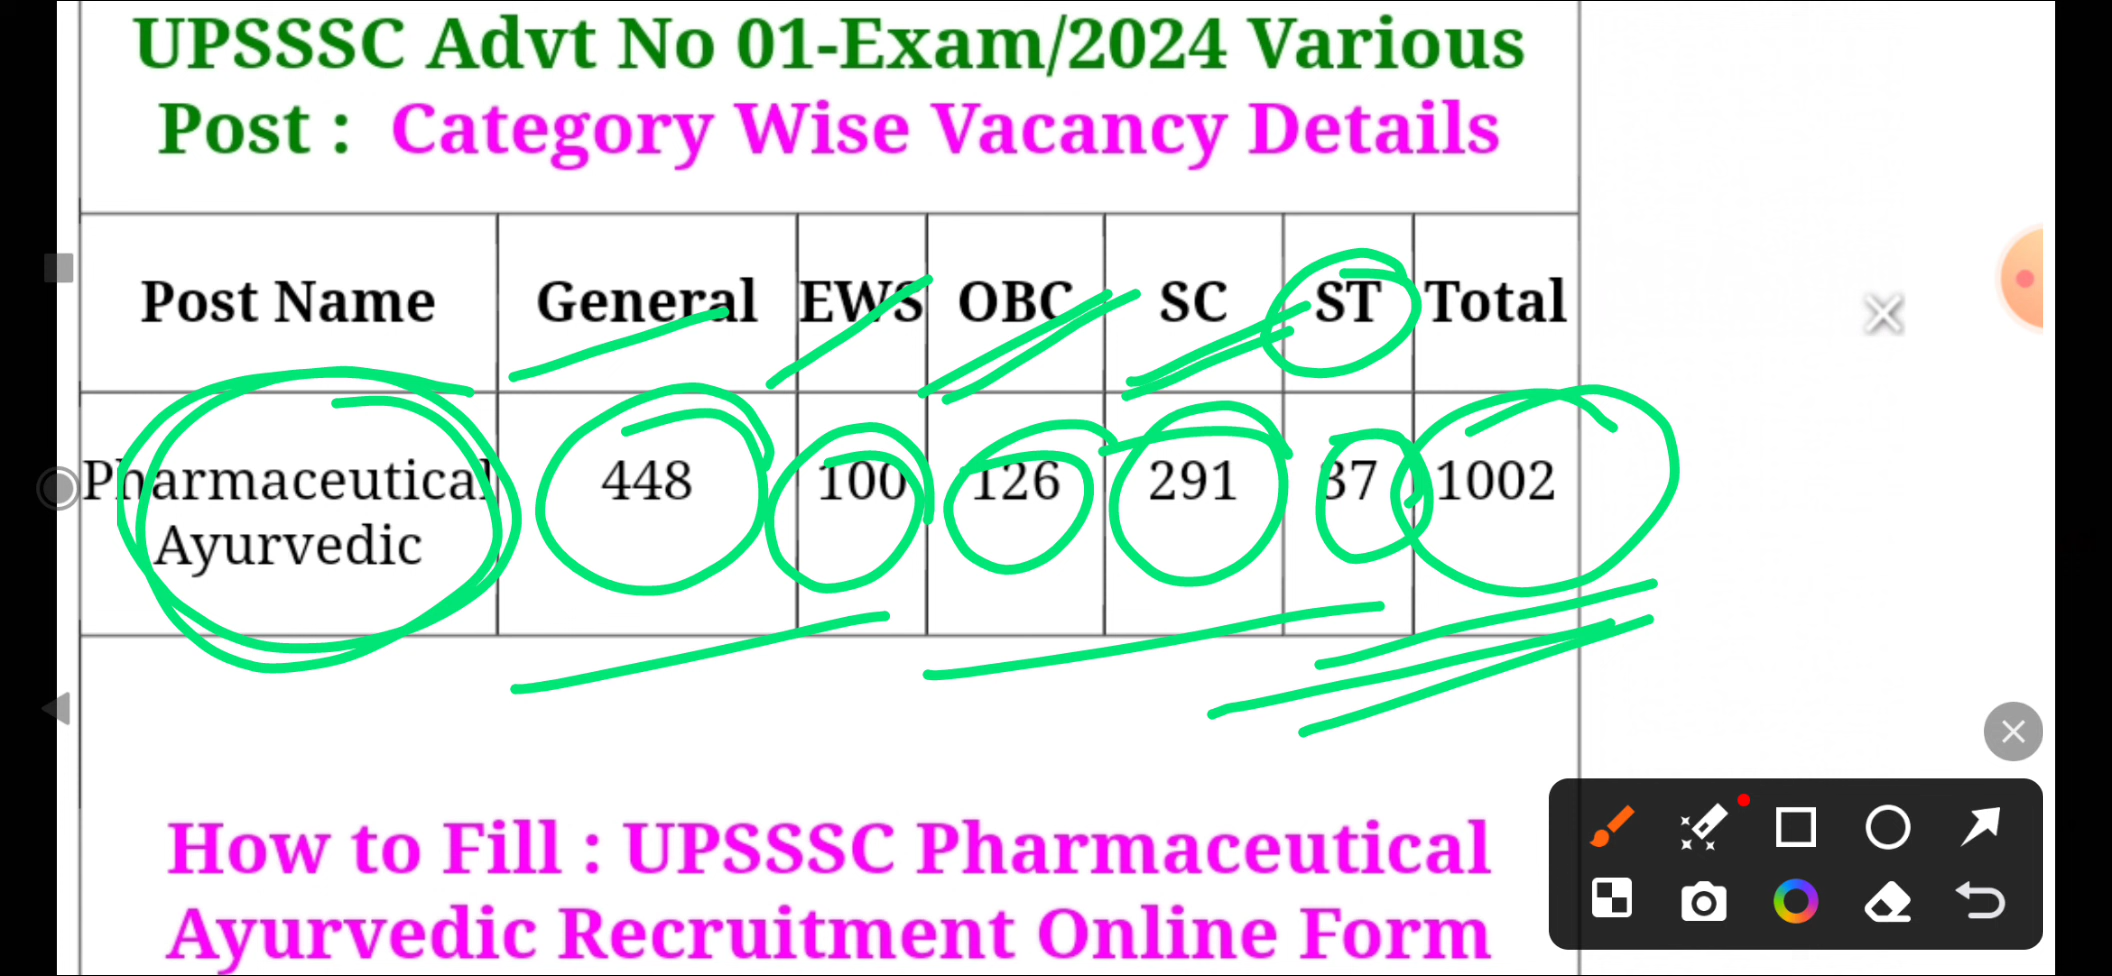 UPSSSC Advt No 01-Exam/2024 Various
Post : Category Wise Vacancy Details
Post Name General EWS OBC SC ST Total
Pharmaceutical 448 100 126 291 37 1002
Ayurvedic
How to Fill : UPSSSC Pharmaceutical
Ayurvedic Recruitment Online Form